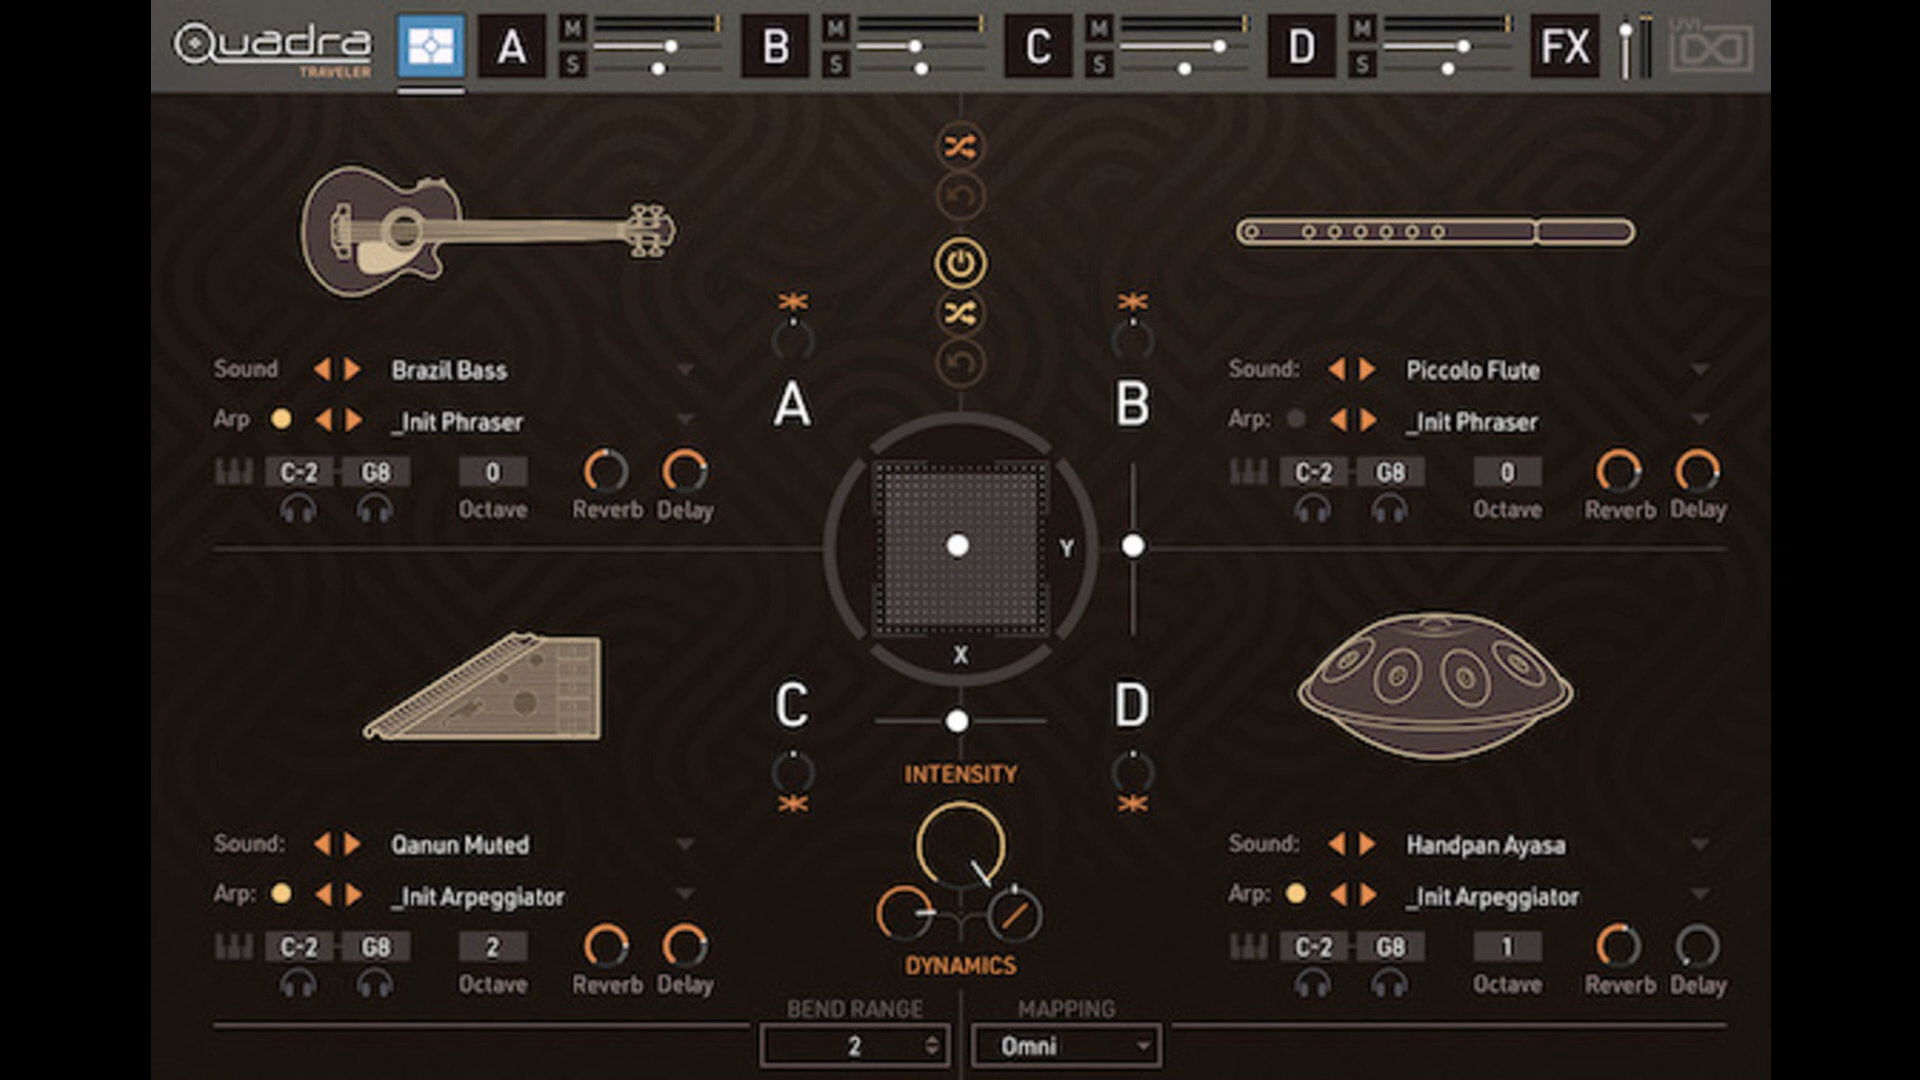 Quadra
TRAVELER
A M S B M S C M S D M S FX UVI
Sound Brazil Bass
Arp _Init Phraser
C-2 G8 0
Octave Reverb Delay
A
Sound: Piccolo Flute
Arp: _Init Phraser
C-2 G8 0
Octave Reverb Delay
B
Y
X
C
D
INTENSITY
DYNAMICS
Sound: Qanun Muted
Arp: _Init Arpeggiator
C-2 G8 2
Octave Reverb Delay
Sound: Handpan Ayasa
Arp: _Init Arpeggiator
C-2 G8 1
Octave Reverb Delay
BEND RANGE MAPPING
2 Omni